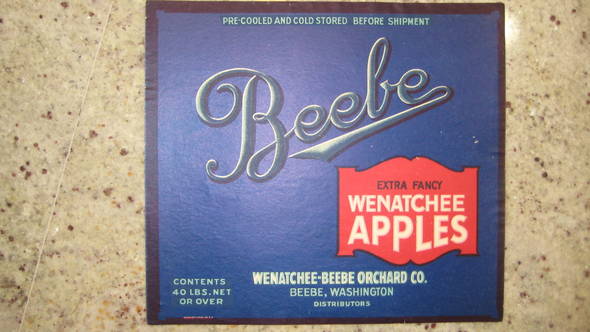 PRE-COOLED AND COLD STORED BEFORE SHIPMENT
Beebe
EXTRA FANCY
WENATCHEE
APPLES
WENATCHEE-BEEBE ORCHARD CO.
BEEBE, WASHINGTON
DISTRIBUTORS
CONTENTS
40 LBS. NET
OR OVER